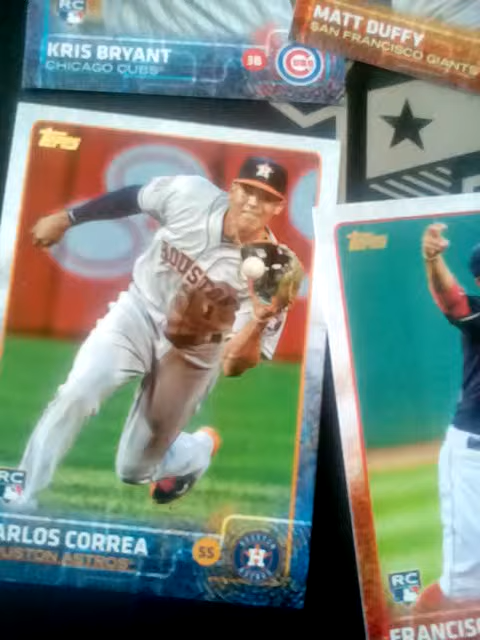 RC
KRIS BRYANT
CHICAGO CUBS
3B
MATT DUFFY
SAN FRANCISCO GIANTS
Topps
HOUSTON
RC
ARLOS CORREA
USTON ASTROS
SS
H
Topps
RC
FRANCISC